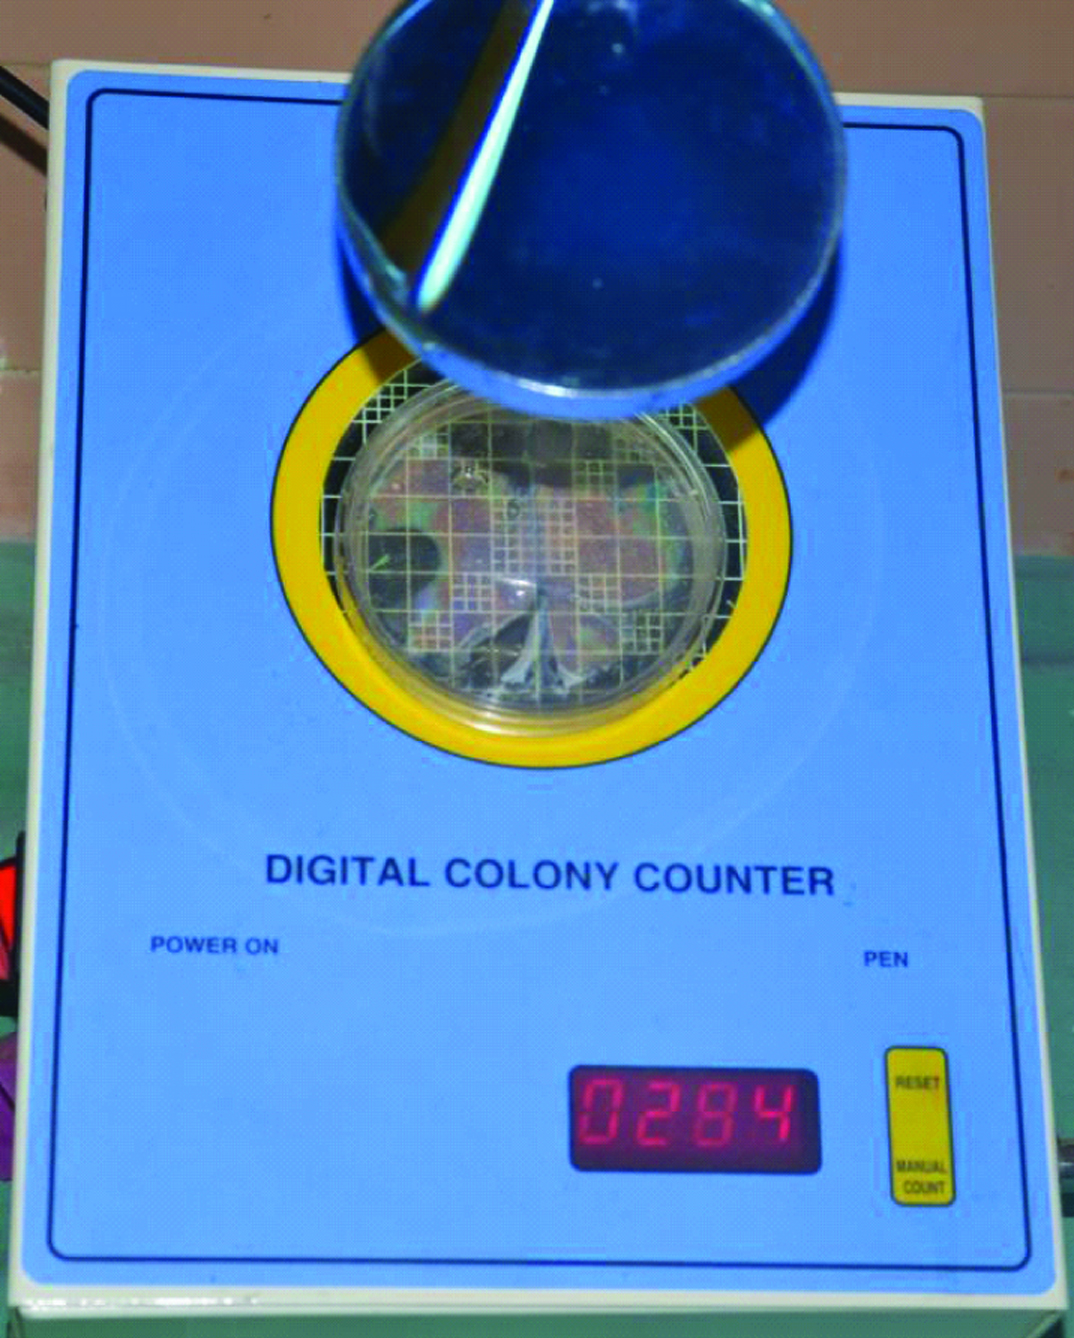 DIGITAL COLONY COUNTER
POWER ON
PEN
RESET
0284
MANUAL
COUNT